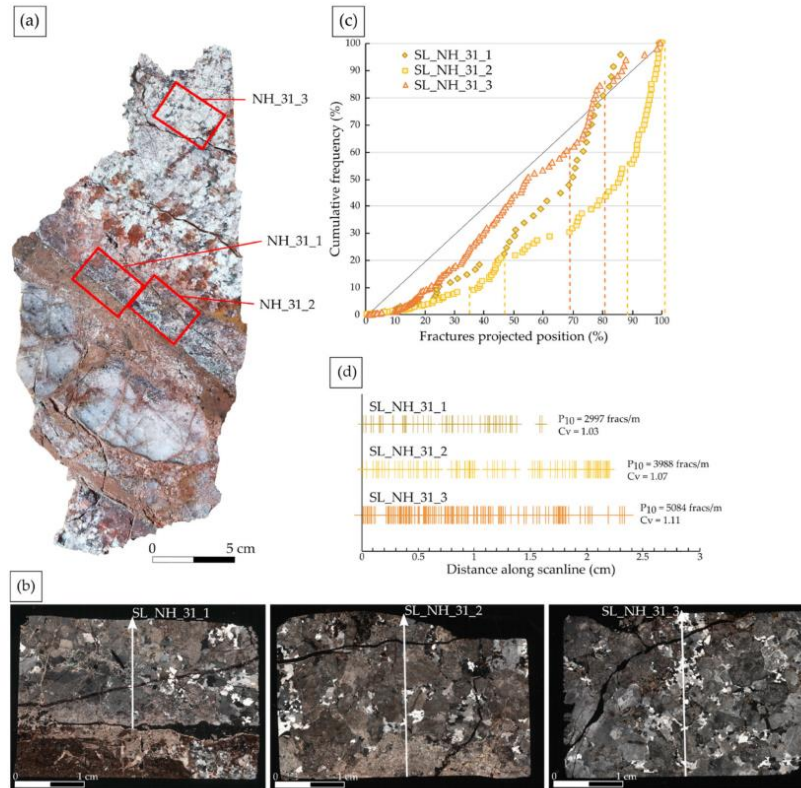 (a)
NH_31_3
NH_31_1
NH_31_2
0 5 cm
(c)
SL_NH_31_1
SL_NH_31_2
SL_NH_31_3
Cumulative frequency (%)
100
90
80
70
60
50
40
30
20
10
0
0 10 20 30 40 50 60 70 80 90 100
Fractures projected position (%)
(d)
SL_NH_31_1
P10 = 2997 fracs/m
Cv = 1.03
SL_NH_31_2
P10 = 3988 fracs/m
Cv = 1.07
SL_NH_31_3
P10 = 5084 fracs/m
Cv = 1.11
0 0.5 1 1.5 2 2.5 3
Distance along scanline (cm)
(b)
SL_NH_31_1
0 1 cm
SL_NH_31_2
0 1 cm
SL_NH_31_3
0 1 cm